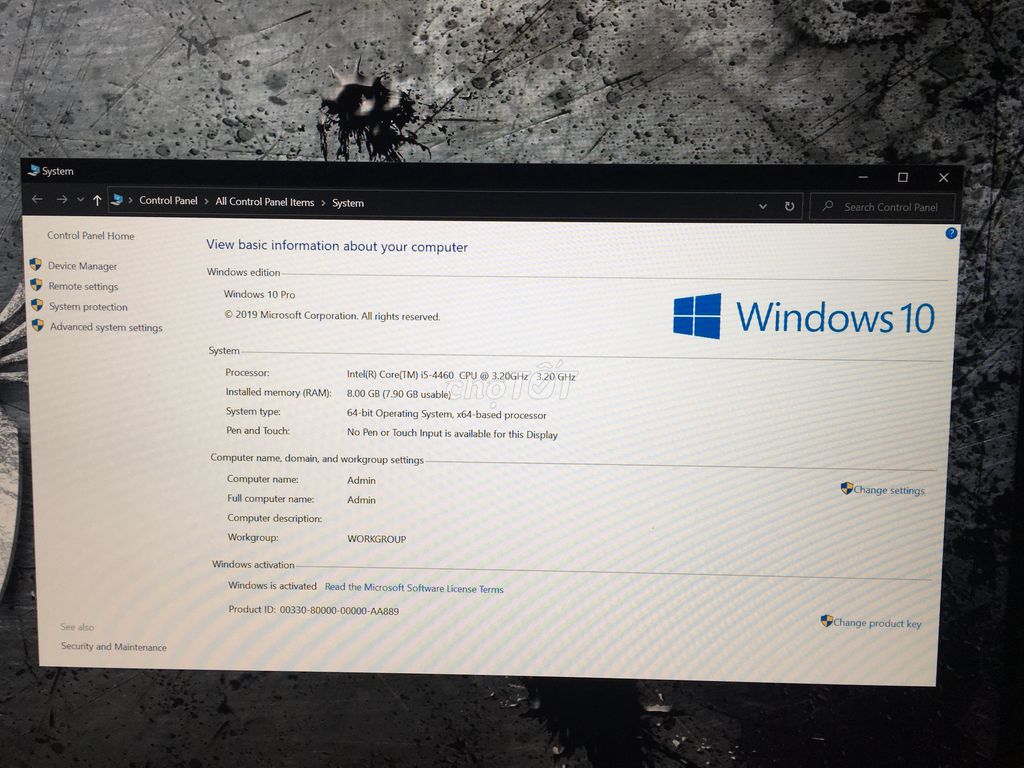 System
Control Panel > All Control Panel Items > System
Search Control Panel
Control Panel Home
Device Manager
Remote settings
System protection
Advanced system settings
See also
Security and Maintenance
?
View basic information about your computer
Windows edition
Windows 10 Pro
© 2019 Microsoft Corporation. All rights reserved.
Windows 10
System
Processor: Intel(R) Core(TM) i5-4460 CPU @ 3.20GHz 3.20 GHz
Installed memory (RAM): 8.00 GB (7.90 GB usable)
System type: 64-bit Operating System, x64-based processor
Pen and Touch: No Pen or Touch Input is available for this Display
chợTỐT
Computer name, domain, and workgroup settings
Computer name: Admin
Change settings
Full computer name: Admin
Computer description:
Workgroup: WORKGROUP
Windows activation
Windows is activated Read the Microsoft Software License Terms
Product ID: 00330-80000-00000-AA889
Change product key